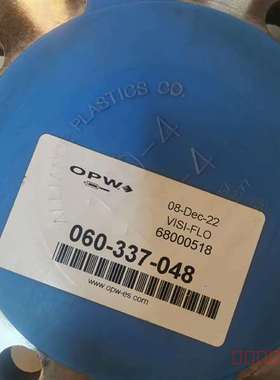 PLASTICS CO.
OPW
08-Dec-22
VISI-FLO
68000518
060-337-048
www.opw-es.com